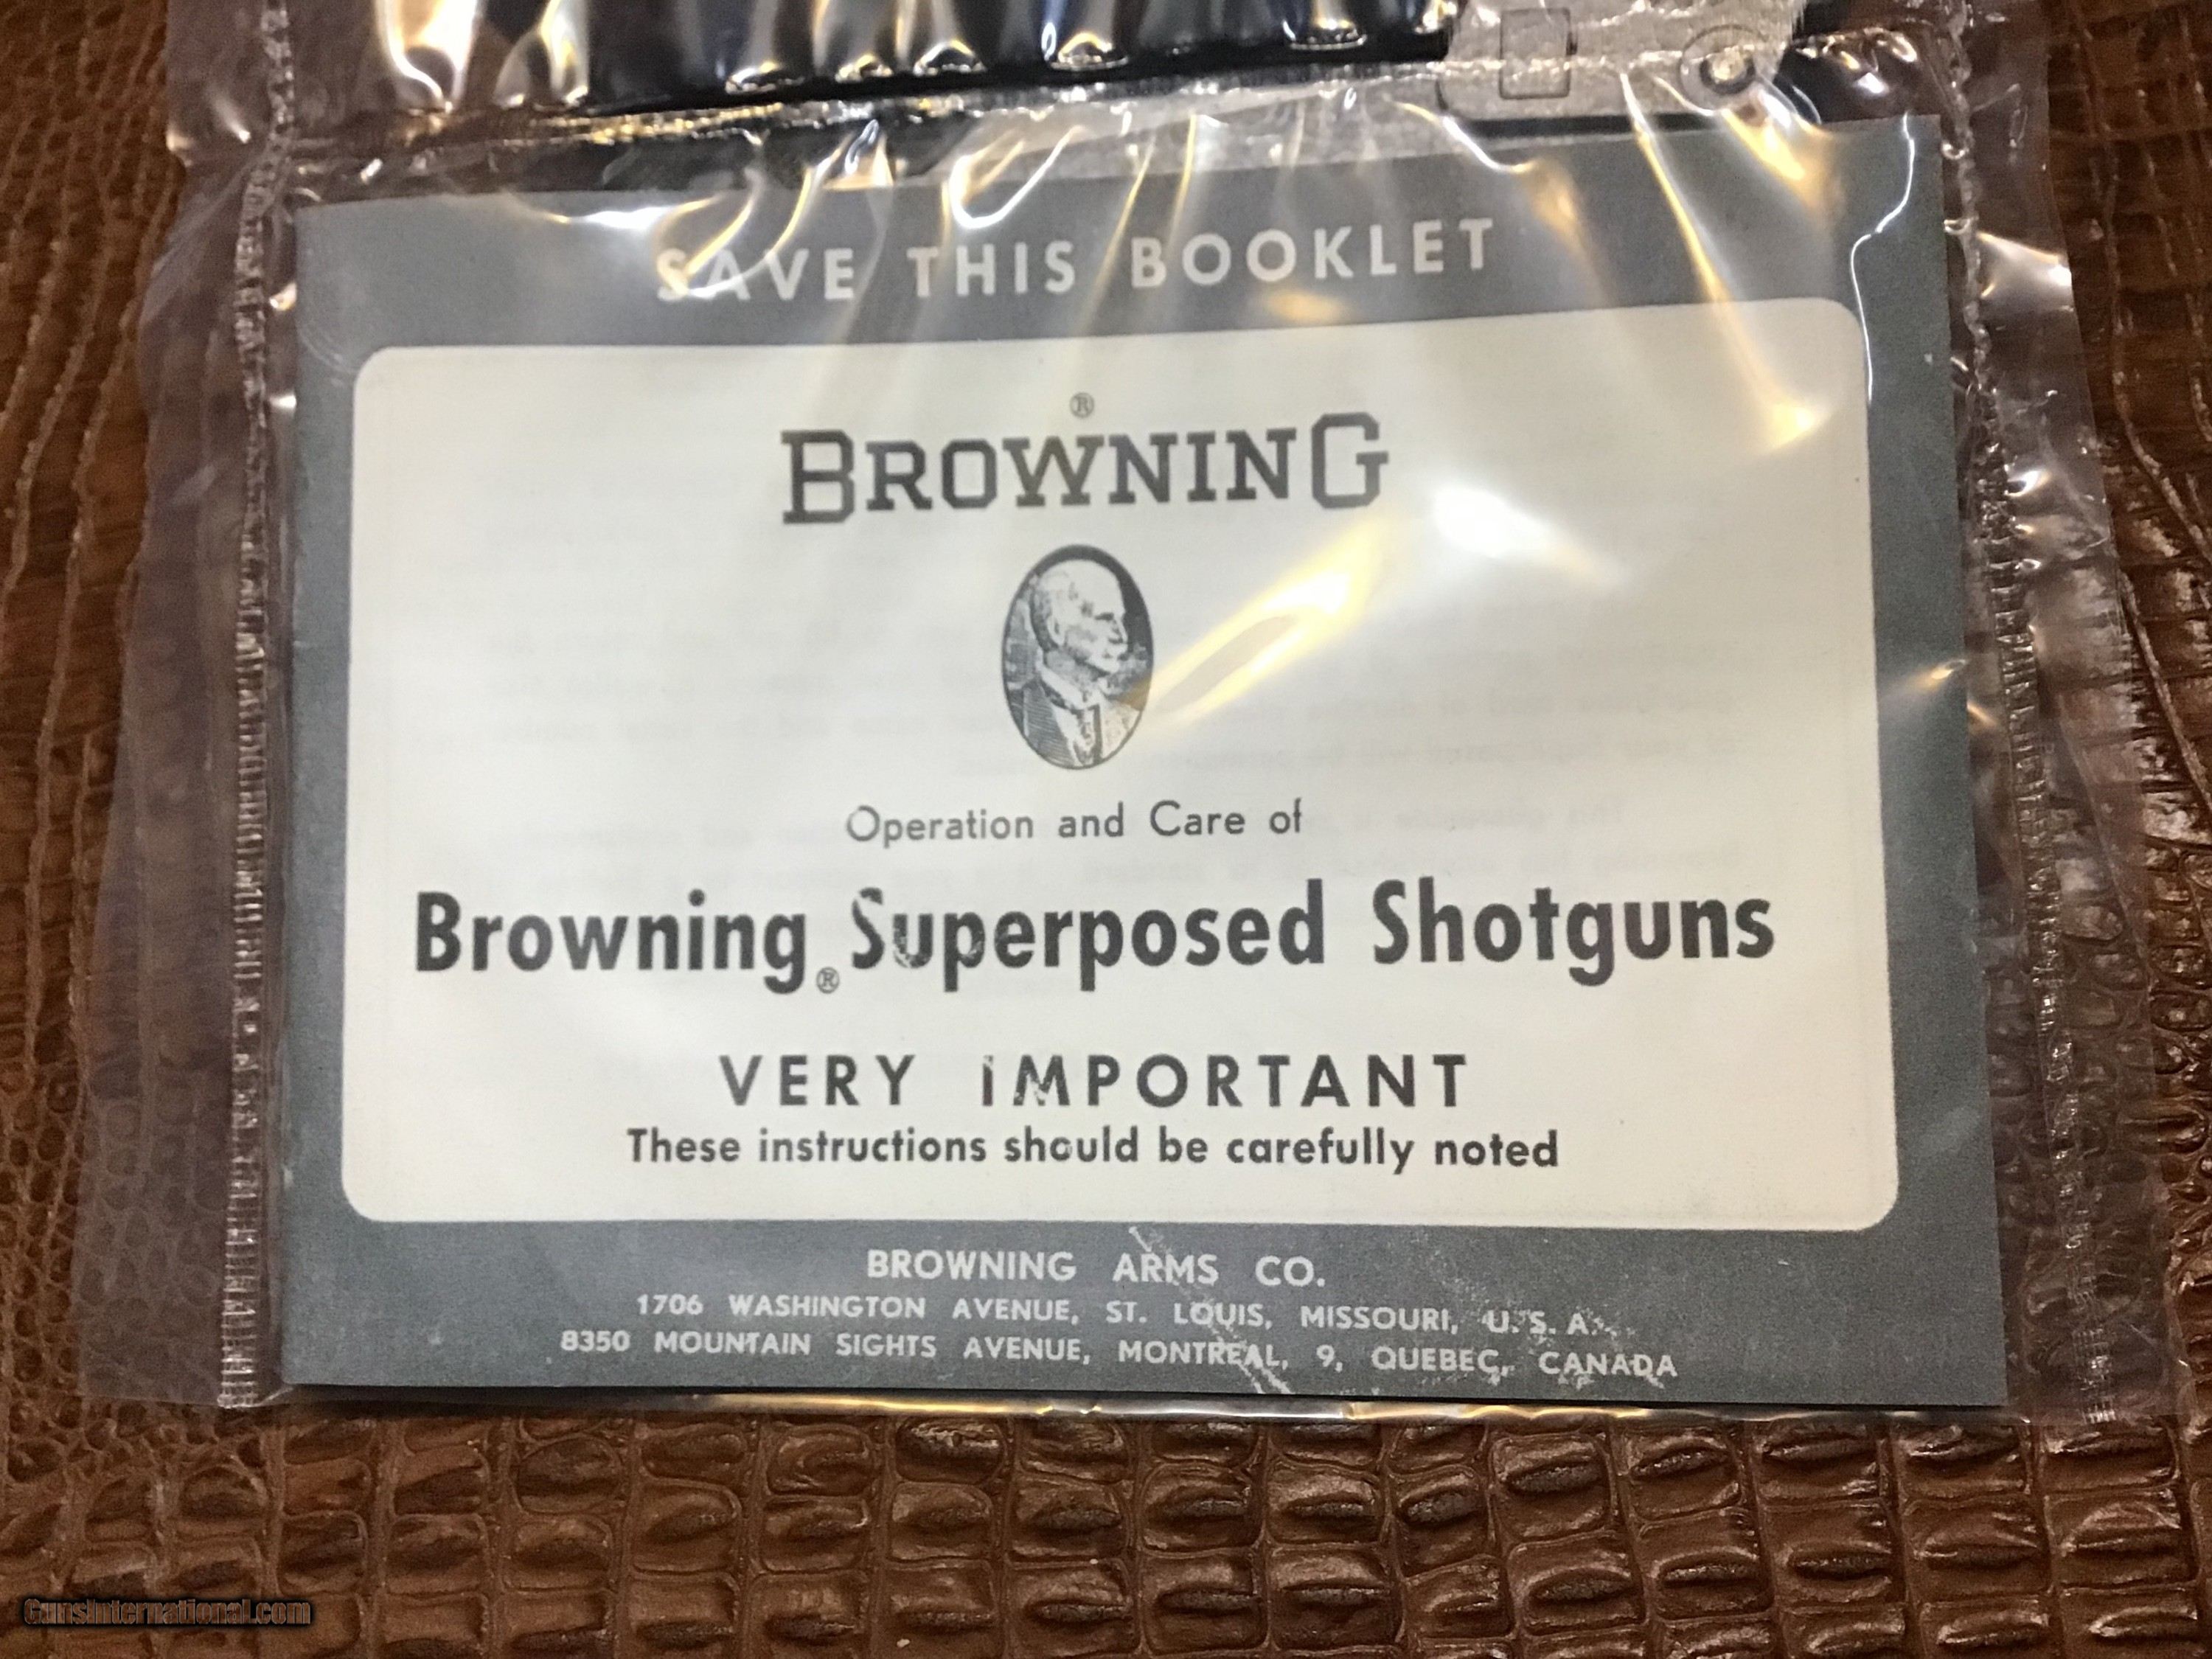 SAVE THIS BOOKLET
®
BROWNING
Operation and Care of
Browning® Superposed Shotguns
VERY IMPORTANT
These instructions should be carefully noted
BROWNING ARMS CO.
1706 WASHINGTON AVENUE, ST. LOUIS, MISSOURI, U.S.A.
8350 MOUNTAIN SIGHTS AVENUE, MONTREAL, 9, QUEBEC, CANADA
GunsInternational.com